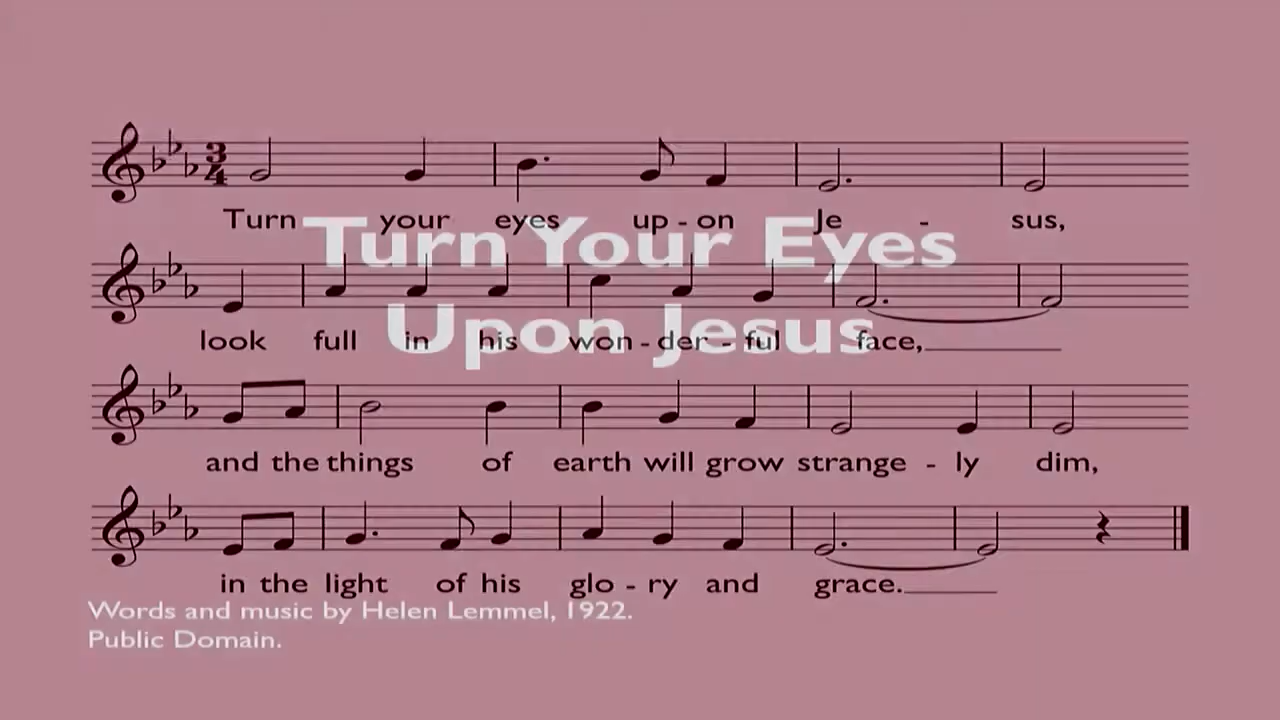 3
4
Turn your eyes up - on Je - sus,
Turn Your Eyes
look full in his won - der - ful face,
Upon Jesus
and the things of earth will grow strange - ly dim,
in the light of his glo - ry and grace.
Words and music by Helen Lemmel, 1922.
Public Domain.